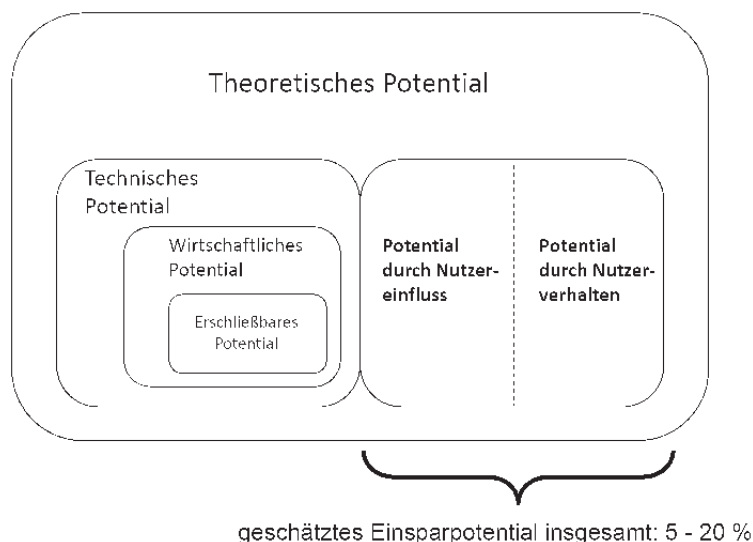 Theoretisches Potential
Technisches
Potential
Wirtschaftliches
Potential
Erschließbares
Potential
Potential
durch Nutzer-
einfluss
Potential
durch Nutzer-
verhalten
geschätztes Einsparpotential insgesamt: 5 - 20 %